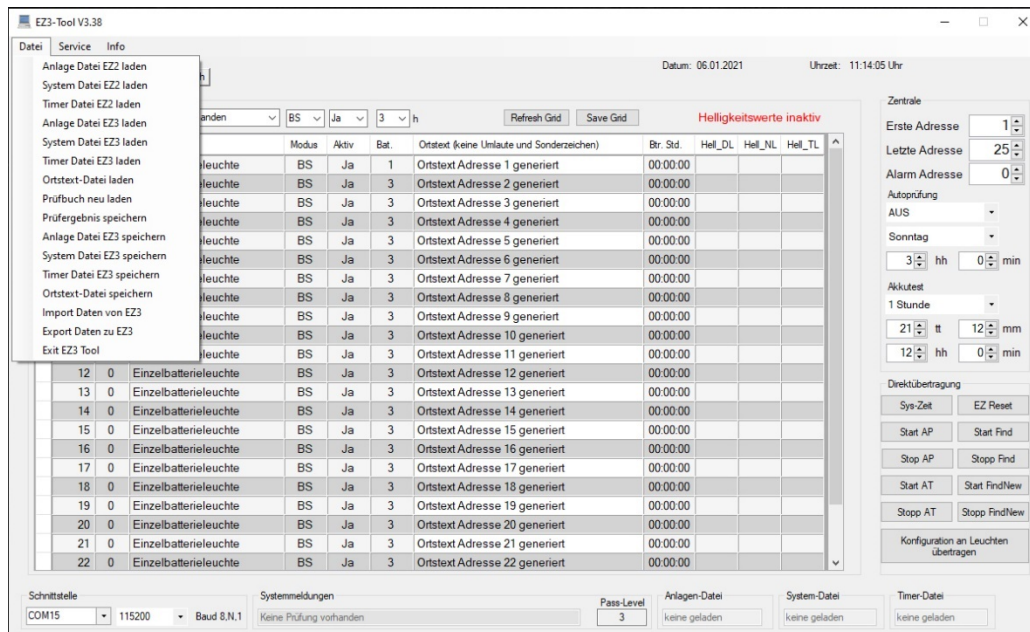 EZ3-Tool V3.38
Datei Service Info
Datum: 06.01.2021 Uhrzeit: 11:14:05 Uhr
Anlage Datei EZ2 laden
System Datei EZ2 laden
Timer Datei EZ2 laden
Anlage Datei EZ3 laden
System Datei EZ3 laden
Timer Datei EZ3 laden
Ortstext-Datei laden
Prüfbuch neu laden
Prüfergebnis speichern
Anlage Datei EZ3 speichern
System Datei EZ3 speichern
Timer Datei EZ3 speichern
Ortstext-Datei speichern
Import Daten von EZ3
Export Daten zu EZ3
Exit EZ3 Tool
h
anden BS Ja 3 h Refresh Grid Save Grid Helligkeitswerte inaktiv
Modus Aktiv Bat. Ortstext (keine Umlaute und Sonderzeichen) Btr. Std. Hell_DL Hell_NL Hell_TL
eleuchte BS Ja 1 Ortstext Adresse 1 generiert 00:00:00
eleuchte BS Ja 3 Ortstext Adresse 2 generiert 00:00:00
eleuchte BS Ja 3 Ortstext Adresse 3 generiert 00:00:00
eleuchte BS Ja 3 Ortstext Adresse 4 generiert 00:00:00
eleuchte BS Ja 3 Ortstext Adresse 5 generiert 00:00:00
eleuchte BS Ja 3 Ortstext Adresse 6 generiert 00:00:00
eleuchte BS Ja 3 Ortstext Adresse 7 generiert 00:00:00
eleuchte BS Ja 3 Ortstext Adresse 8 generiert 00:00:00
eleuchte BS Ja 3 Ortstext Adresse 9 generiert 00:00:00
eleuchte BS Ja 3 Ortstext Adresse 10 generiert 00:00:00
eleuchte BS Ja 3 Ortstext Adresse 11 generiert 00:00:00
12 0 Einzelbatterieleuchte BS Ja 3 Ortstext Adresse 12 generiert 00:00:00
13 0 Einzelbatterieleuchte BS Ja 3 Ortstext Adresse 13 generiert 00:00:00
14 0 Einzelbatterieleuchte BS Ja 3 Ortstext Adresse 14 generiert 00:00:00
15 0 Einzelbatterieleuchte BS Ja 3 Ortstext Adresse 15 generiert 00:00:00
16 0 Einzelbatterieleuchte BS Ja 3 Ortstext Adresse 16 generiert 00:00:00
17 0 Einzelbatterieleuchte BS Ja 3 Ortstext Adresse 17 generiert 00:00:00
18 0 Einzelbatterieleuchte BS Ja 3 Ortstext Adresse 18 generiert 00:00:00
19 0 Einzelbatterieleuchte BS Ja 3 Ortstext Adresse 19 generiert 00:00:00
20 0 Einzelbatterieleuchte BS Ja 3 Ortstext Adresse 20 generiert 00:00:00
21 0 Einzelbatterieleuchte BS Ja 3 Ortstext Adresse 21 generiert 00:00:00
22 0 Einzelbatterieleuchte BS Ja 3 Ortstext Adresse 22 generiert 00:00:00
Zentrale
Erste Adresse 1
Letzte Adresse 25
Alarm Adresse 0
Autoprüfung
AUS
Sonntag
3 hh 0 min
Akkutest
1 Stunde
21 tt 12 mm
12 hh 0 min
Direktübertragung
Sys-Zeit EZ Reset
Start AP Start Find
Stop AP Stopp Find
Start AT Start FindNew
Stopp AT Stopp FindNew
Konfiguration an Leuchten
übertragen
Schnittstelle Systemmeldungen Pass-Level Anlagen-Datei System-Datei Timer-Datei
COM15 115200 Baud 8,N,1 Keine Prüfung vorhanden 3 keine geladen keine geladen keine geladen